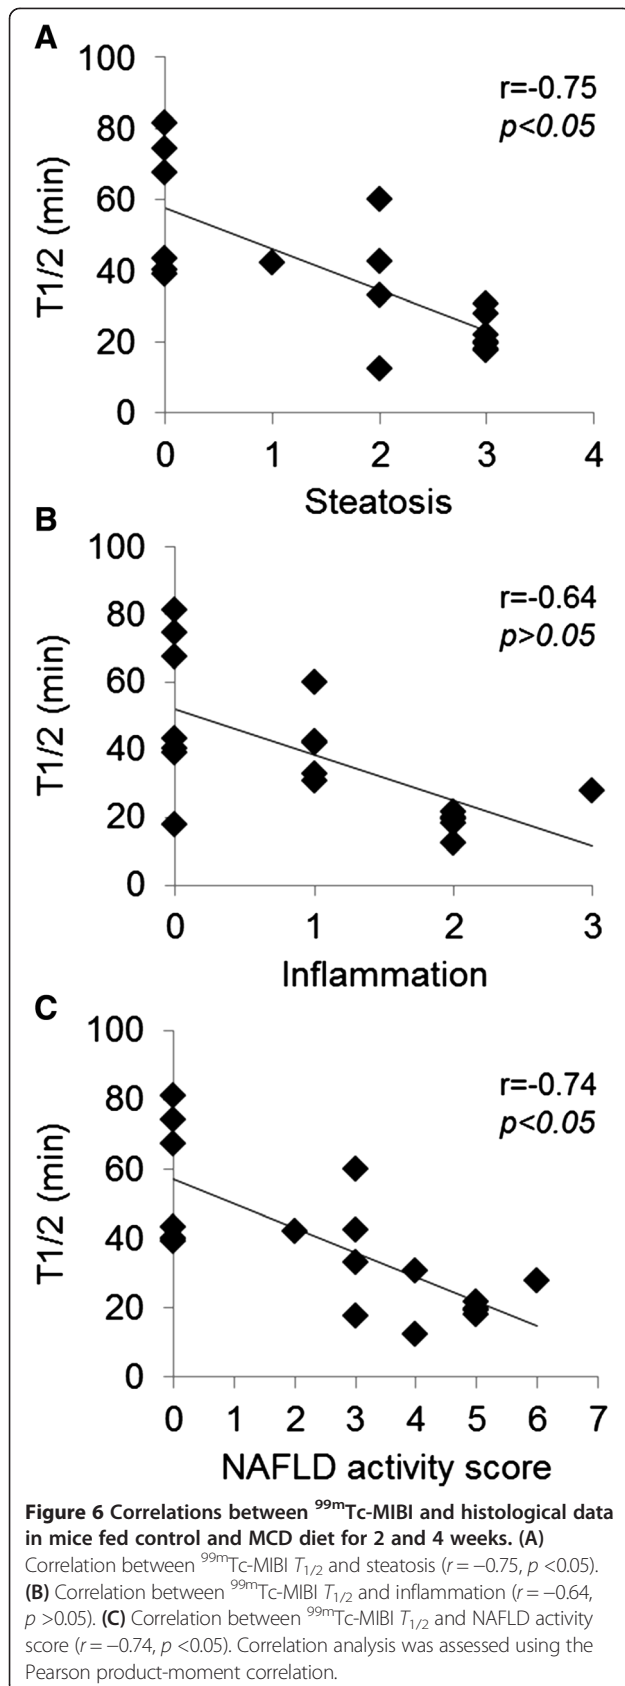 A
100
80
60
40
20
0
T1/2 (min)
r=-0.75
p<0.05
0 1 2 3 4
Steatosis
B
100
80
60
40
20
0
T1/2 (min)
r=-0.64
p>0.05
0 1 2 3
Inflammation
C
100
80
60
40
20
0
T1/2 (min)
r=-0.74
p<0.05
0 1 2 3 4 5 6 7
NAFLD activity score
Figure 6 Correlations between 99mTc-MIBI and histological data
in mice fed control and MCD diet for 2 and 4 weeks. (A)
Correlation between 99mTc-MIBI T1/2 and steatosis (r = −0.75, p <0.05).
(B) Correlation between 99mTc-MIBI T1/2 and inflammation (r = −0.64,
p >0.05). (C) Correlation between 99mTc-MIBI T1/2 and NAFLD activity
score (r = −0.74, p <0.05). Correlation analysis was assessed using the
Pearson product-moment correlation.